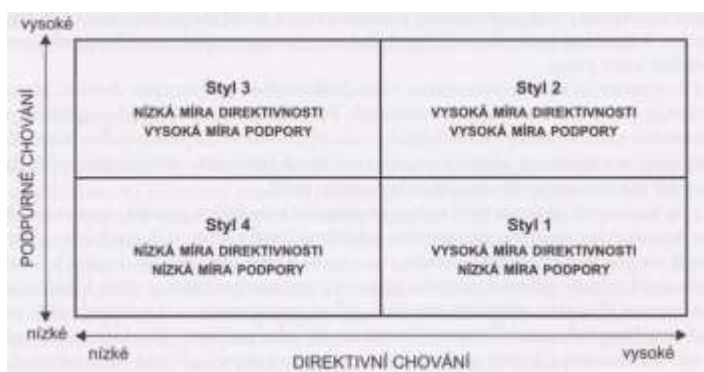 vysoké
Styl 3
NÍZKÁ MÍRA DIREKTIVNOSTI
VYSOKÁ MÍRA PODPORY
Styl 2
VYSOKÁ MÍRA DIREKTIVNOSTI
VYSOKÁ MÍRA PODPORY
PODPŮRNÉ CHOVÁNÍ
Styl 4
NÍZKÁ MÍRA DIREKTIVNOSTI
NÍZKÁ MÍRA PODPORY
Styl 1
VYSOKÁ MÍRA DIREKTIVNOSTI
NÍZKÁ MÍRA PODPORY
nízké
nízké
DIREKTIVNÍ CHOVÁNÍ
vysoké